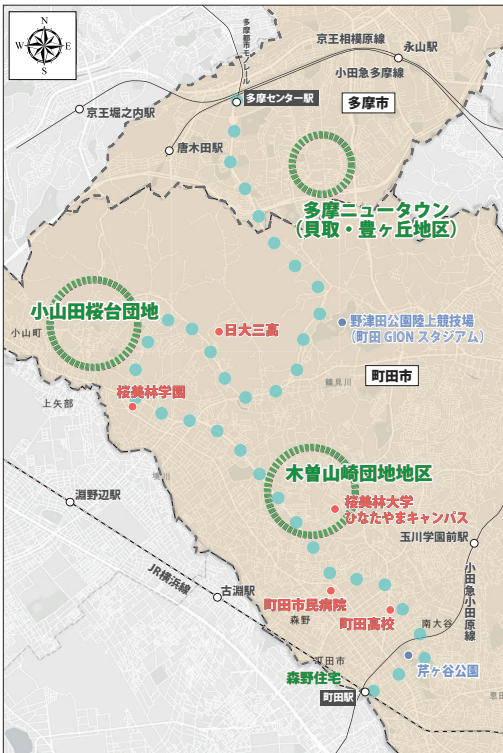 N
W E
S
多摩都市モノレール
京王相模原線
永山駅
小田急多摩線
京王堀之内駅
多摩センター駅
多摩市
唐木田駅
多摩ニュータウン
(貝取・豊ヶ丘地区)
小山田桜台団地
小山町
日大三高
野津田公園陸上競技場
(町田 GION スタジアム)
鶴見川
町田市
桜美林学園
上矢部
木曽山崎団地地区
境川
淵野辺駅
桜美林大学
ひなたやまキャンパス
玉川学園前駅
JR横浜線
小田急小田原線
古淵駅
町田市民病院
森野
町田高校
南大谷
町田市
芹ヶ谷公園
森野住宅
町田駅